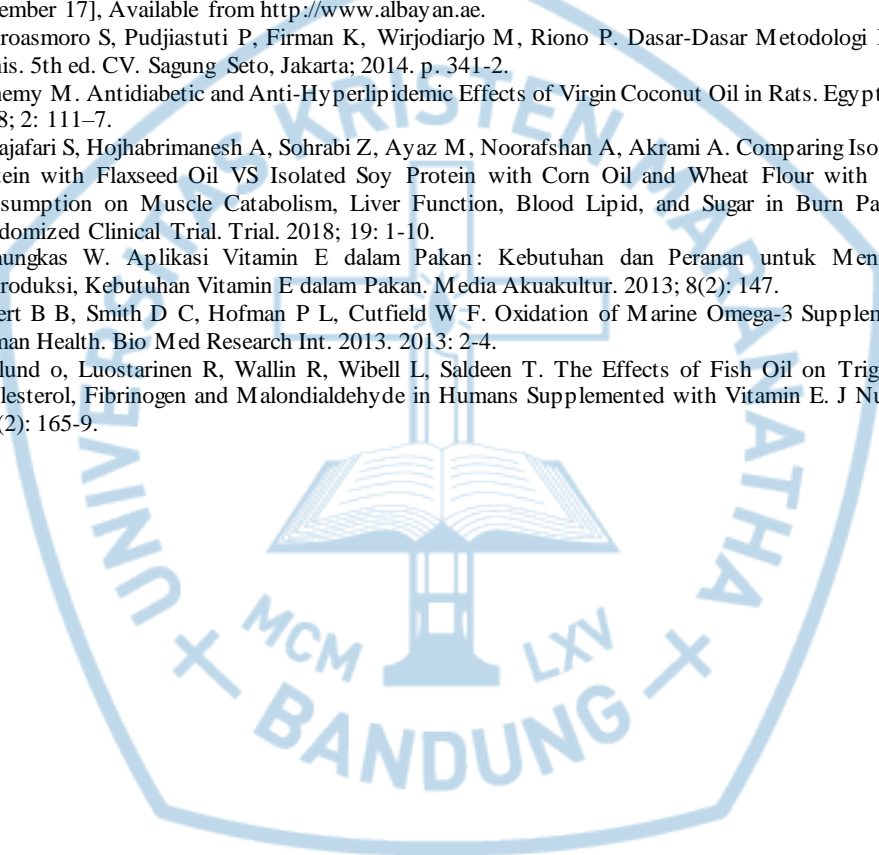 ember 17], Available from http://www.albayan.ae.
roasmoro S, Pudjiastuti P, Firman K, Wirjodiarjo M, Riono P. Dasar-Dasar Metodologi
nis. 5th ed. CV. Sagung Seto, Jakarta; 2014. p. 341-2.
emy M. Antidiabetic and Anti-Hyperlipidemic Effects of Virgin Coconut Oil in Rats. Egypt
8; 2: 111–7.
ajafari S, Hojhabrimanesh A, Sohrabi Z, Ayaz M, Noorafshan A, Akrami A. Comparing Iso
tein with Flaxseed Oil VS Isolated Soy Protein with Corn Oil and Wheat Flour with
sumption on Muscle Catabolism, Liver Function, Blood Lipid, and Sugar in Burn Pa
domized Clinical Trial. Trial. 2018; 19: 1-10.
ungkas W. Aplikasi Vitamin E dalam Pakan: Kebutuhan dan Peranan untuk Men
roduksi, Kebutuhan Vitamin E dalam Pakan. Media Akuakultur. 2013; 8(2): 147.
ert B B, Smith D C, Hofman P L, Cutfield W F. Oxidation of Marine Omega-3 Supplem
man Health. Bio Med Research Int. 2013. 2013: 2-4.
lund o, Luostarinen R, Wallin R, Wibell L, Saldeen T. The Effects of Fish Oil on Trig
lesterol, Fibrinogen and Malondialdehyde in Humans Supplemented with Vitamin E. J Nu
(2): 165-9.
UNIVERSITAS KRISTEN MARANATHA
MCM LXV
BANDUNG